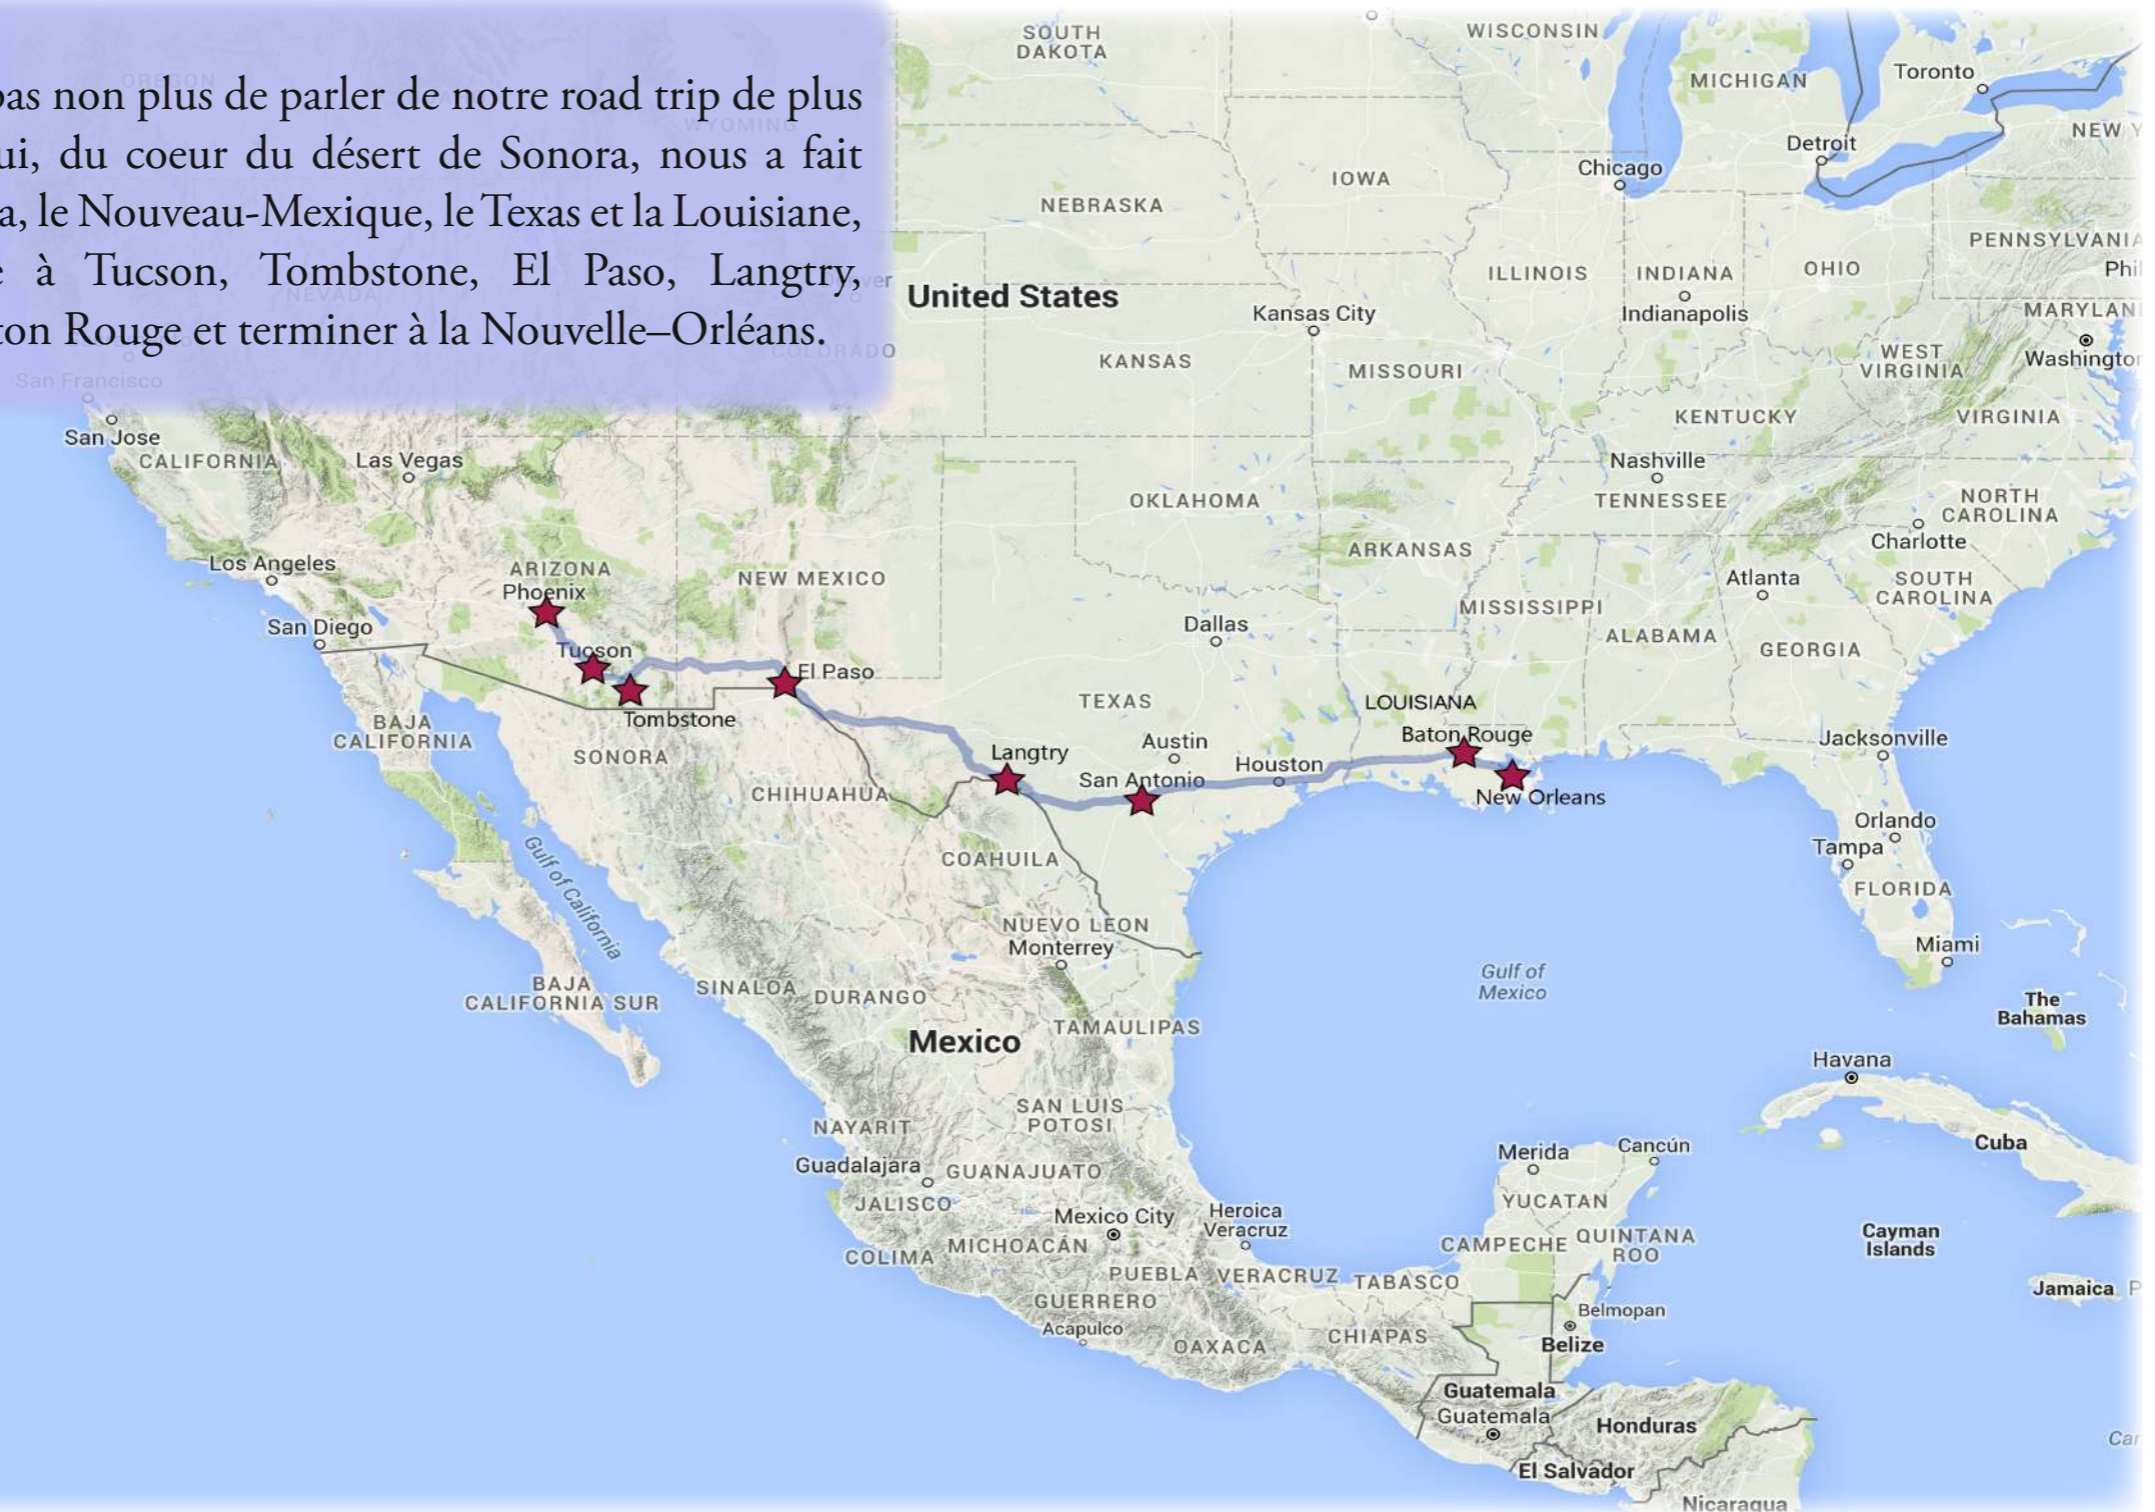 pas non plus de parler de notre road trip de plus
ui, du coeur du désert de Sonora, nous a fait
a, le Nouveau-Mexique, le Texas et la Louisiane,
e à Tucson, Tombstone, El Paso, Langtry,
ton Rouge et terminer à la Nouvelle–Orléans.
OREGON
WYOMING
NEVADA
ver
COLORADO
San Francisco
San Jose
CALIFORNIA
Las Vegas
Los Angeles
San Diego
ARIZONA
Phoenix
Tucson
Tombstone
NEW MEXICO
El Paso
SOUTH
DAKOTA
WISCONSIN
MICHIGAN
Toronto
Detroit
NEW Y
Chicago
IOWA
NEBRASKA
PENNSYLVANIA
Phil
ILLINOIS
INDIANA
OHIO
Indianapolis
MARYLAN
Washington
United States
Kansas City
KANSAS
MISSOURI
WEST
VIRGINIA
KENTUCKY
VIRGINIA
Nashville
TENNESSEE
NORTH
CAROLINA
Charlotte
OKLAHOMA
ARKANSAS
Atlanta
SOUTH
CAROLINA
MISSISSIPPI
ALABAMA
GEORGIA
Dallas
TEXAS
LOUISIANA
Baton Rouge
New Orleans
Langtry
Austin
San Antonio
Houston
Jacksonville
Orlando
Tampa
FLORIDA
Miami
BAJA
CALIFORNIA
SONORA
CHIHUAHUA
COAHUILA
Gulf of California
NUEVO LEON
Monterrey
BAJA
CALIFORNIA SUR
SINALOA
DURANGO
Mexico
TAMAULIPAS
Gulf of
Mexico
The
Bahamas
Havana
Cuba
SAN LUIS
POTOSI
NAYARIT
Guadalajara
GUANAJUATO
JALISCO
Mexico City
Heroica
Veracruz
COLIMA
MICHOACÁN
PUEBLA
VERACRUZ
TABASCO
GUERRERO
Acapulco
OAXACA
CHIAPAS
Merida
Cancún
YUCATAN
CAMPECHE
QUINTANA
ROO
Cayman
Islands
Jamaica
P
Belmopan
Belize
Guatemala
Guatemala
Honduras
El Salvador
Nicaragua
Car